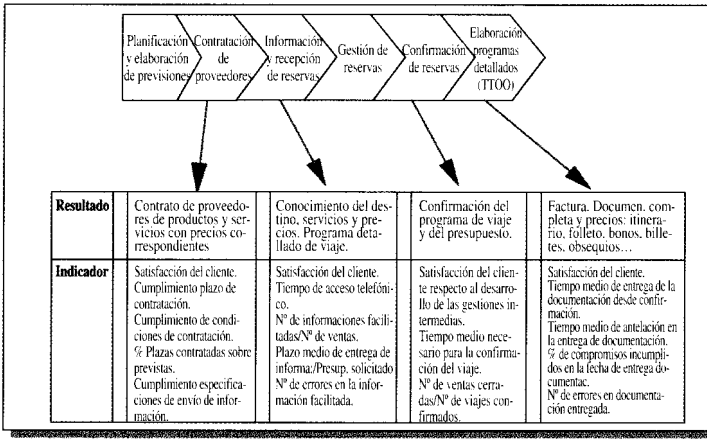 Planificación
y elaboración
de previsiones
Contratación
de
proveedores
Información
y recepción
de reservas
Gestión de
reservas
Confirmación
de reservas
Elaboración
programas
detallados
(TTOO)
Resultado
Contrato de proveedo-
res de productos y ser-
vicios con precios co-
rrespondientes
Conocimiento del des-
tino, servicios y pre-
cios. Programa deta-
llado de viaje.
Confirmación del
programa de viaje
y del presupuesto.
Factura. Documen. com-
pleta y precios: itinera-
rio, folleto, bonos, bille-
tes, obsequios...
Indicador
Satisfacción del cliente.
Cumplimiento plazo de
contratación.
Cumplimiento de condi-
ciones de contratación.
% Plazas contratadas sobre
previstas.
Cumplimiento especifica-
ciones de envío de infor-
mación.
Satisfacción del cliente.
Tiempo de acceso telefóni-
co.
Nº de informaciones facili-
tadas/Nº de ventas.
Plazo medio de entrega de
informa:/Presup. solicitado
Nº de errores en la infor-
mación facilitada.
Satisfacción del clien-
te respecto al desarro-
llo de las gestiones in-
termedias.
Tiempo medio nece-
sario para la confirma-
ción del viaje.
Nº de ventas cerra-
das/Nº de viajes con-
firmados.
Satisfacción del cliente.
Tiempo medio de entrega de la
documentación desde confir-
mación.
Tiempo medio de antelación en
la entrega de documentación.
% de compromisos incumpli-
dos en la fecha de entrega do-
cumentac.
Nº de errores en documenta-
ción entregada.